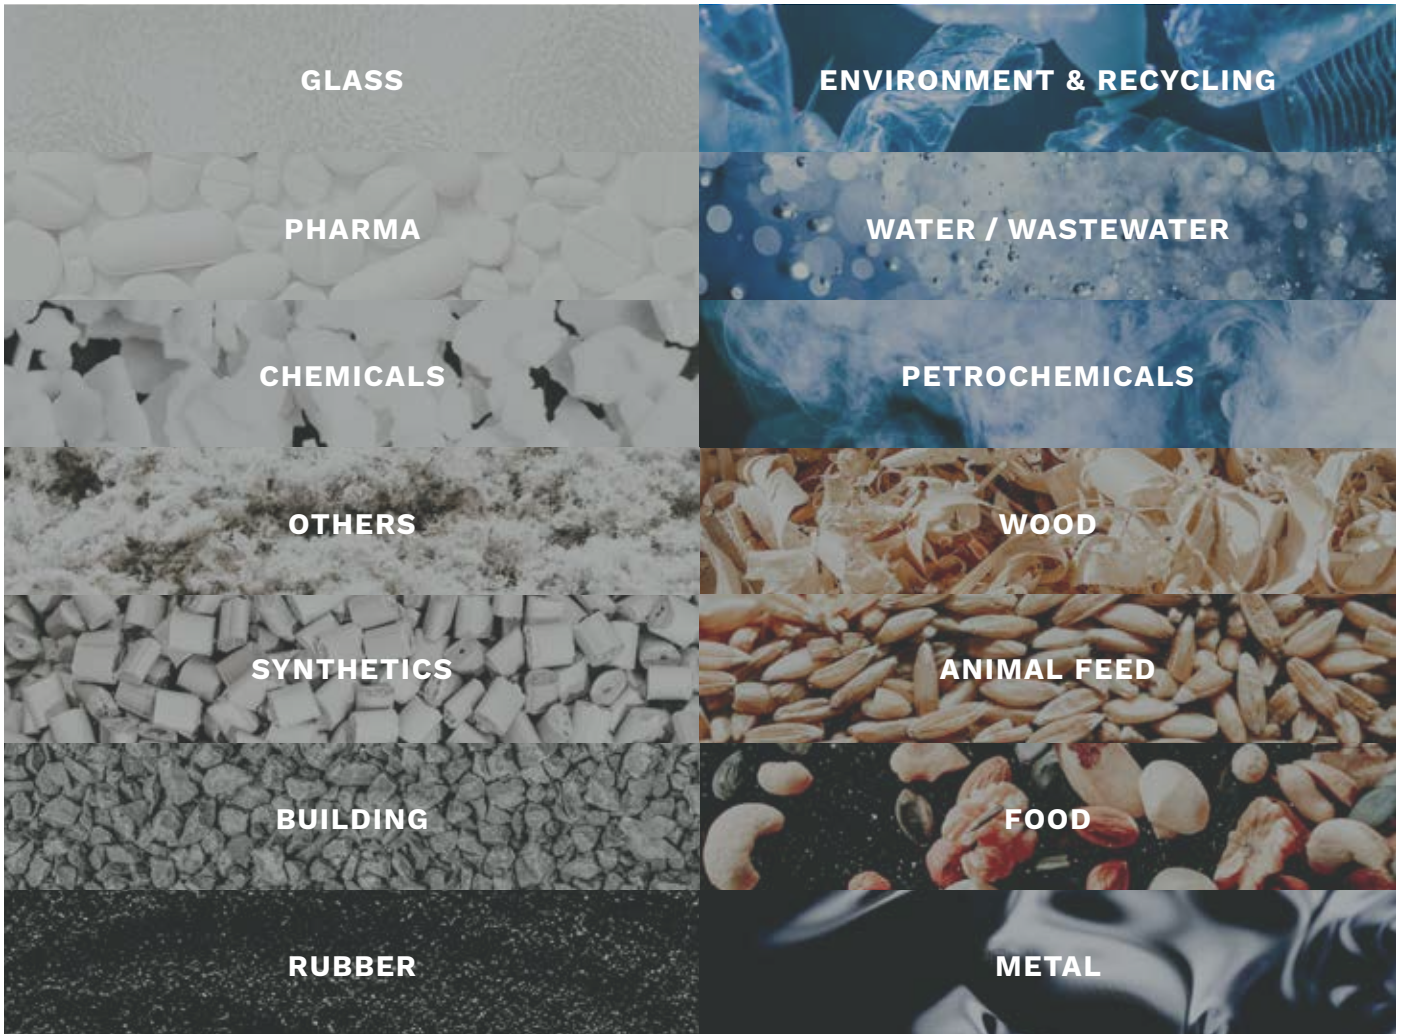 GLASS
ENVIRONMENT & RECYCLING
PHARMA
WATER / WASTEWATER
CHEMICALS
PETROCHEMICALS
OTHERS
WOOD
SYNTHETICS
ANIMAL FEED
BUILDING
FOOD
RUBBER
METAL